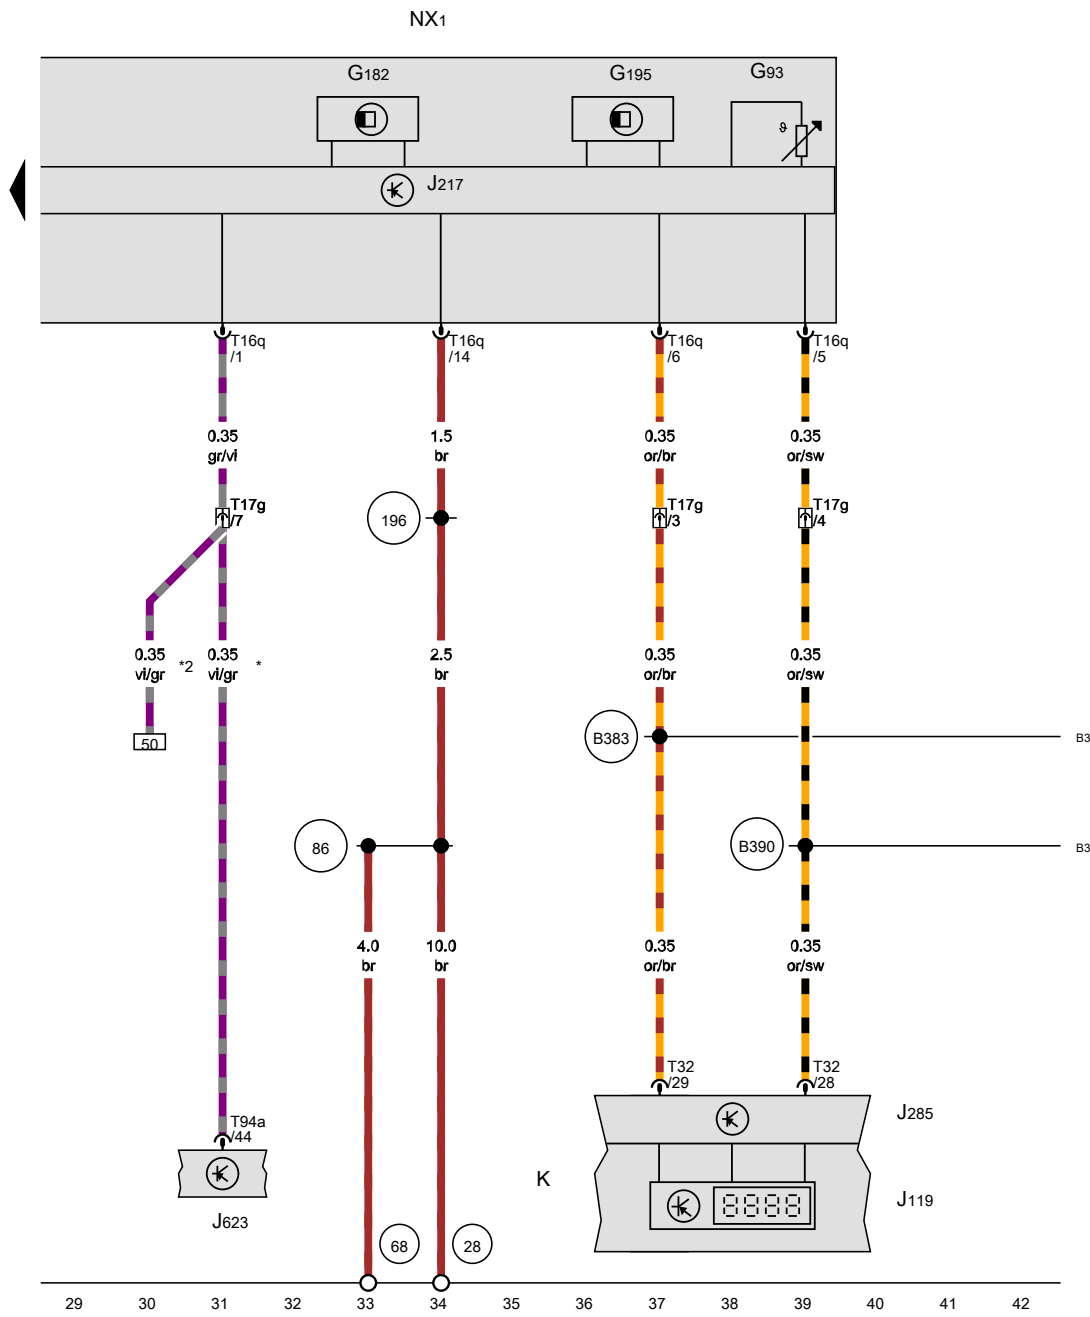 NX1
G182
G195
G93
ϑ
J217
T16q
/1
T16q
/14
T16q
/6
T16q
/5
0.35
gr/vi
1.5
br
0.35
or/br
0.35
or/sw
T17g
/7
196
T17g
/3
T17g
/4
0.35
vi/gr
*2
0.35
vi/gr
*
2.5
br
0.35
or/br
0.35
or/sw
50
B383
B3
86
B390
B3
4.0
br
10.0
br
0.35
or/br
0.35
or/sw
T32
/29
T32
/28
T94a
/44
J285
K
J119
J623
8888
68
28
29 30 31 32 33 34 35 36 37 38 39 40 41 42